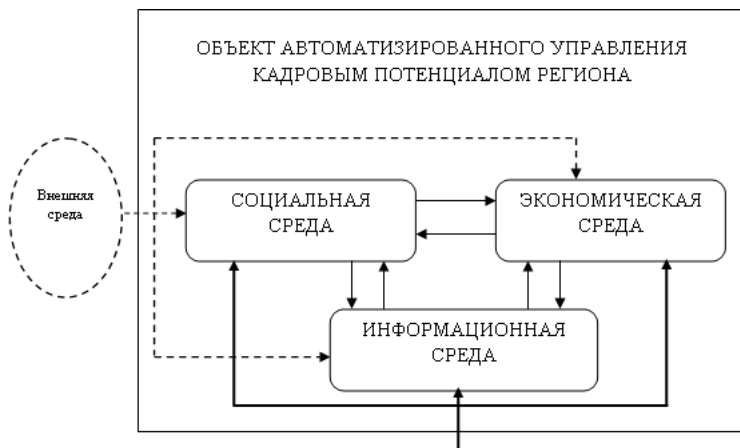 ОБЪЕКТ АВТОМАТИЗИРОВАННОГО УПРАВЛЕНИЯ
КАДРОВЫМ ПОТЕНЦИАЛОМ РЕГИОНА
Внешняя
среда
СОЦИАЛЬНАЯ
СРЕДА
ЭКОНОМИЧЕСКАЯ
СРЕДА
ИНФОРМАЦИОННАЯ
СРЕДА